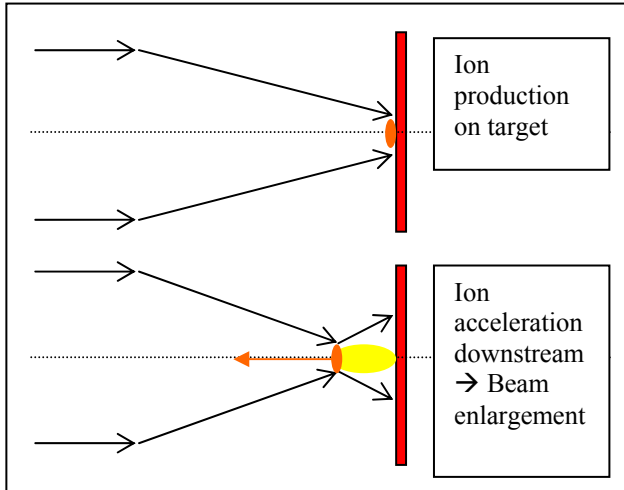 Ion
production
on target
Ion
acceleration
downstream
→ Beam
enlargement